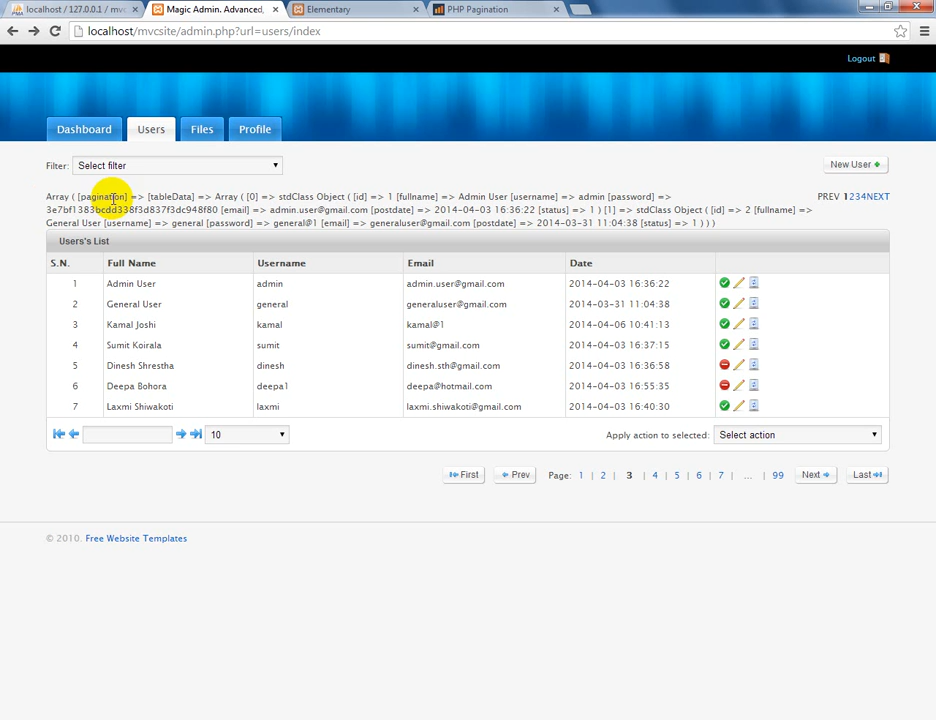 localhost / 127.0.0.1 / mvc
Magic Admin. Advanced,
Elementary
PHP Pagination
localhost/mvcsite/admin.php?url=users/index
Logout
Dashboard
Users
Files
Profile
Filter:
Select filter
New User
Array ( [pagination] => [tableData] => Array ( [0] => stdClass Object ( [id] => 1 [fullname] => Admin User [username] => admin [password] =>
PREV 1234NEXT
3e7bf1383bcdd338f3d837f3dc948f80 [email] => admin.user@gmail.com [postdate] => 2014-04-03 16:36:22 [status] => 1 ) [1] => stdClass Object ( [id] => 2 [fullname] =>
General User [username] => general [password] => general@1 [email] => generaluser@gmail.com [postdate] => 2014-03-31 11:04:38 [status] => 1 ) ) )
Users's List
S.N. Full Name Username Email Date
1 Admin User admin admin.user@gmail.com 2014-04-03 16:36:22
2 General User general generaluser@gmail.com 2014-03-31 11:04:38
3 Kamal Joshi kamal kamal@1 2014-04-06 10:41:13
4 Sumit Koirala sumit sumit@gmail.com 2014-04-03 16:37:15
5 Dinesh Shrestha dinesh dinesh.sth@gmail.com 2014-04-03 16:36:58
6 Deepa Bohora deepa1 deepa@hotmail.com 2014-04-03 16:55:35
7 Laxmi Shiwakoti laxmi laxmi.shiwakoti@gmail.com 2014-04-03 16:40:30
10
Apply action to selected:
Select action
First Prev Page: 1 | 2 | 3 | 4 | 5 | 6 | 7 | ... | 99 Next Last
© 2010. Free Website Templates